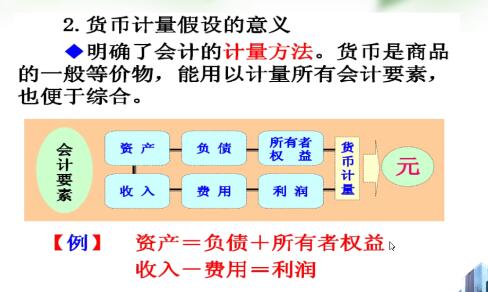 2.货币计量假设的意义
◆明确了会计的计量方法。货币是商品
的一般等价物，能用以计量所有会计要素，
也便于综合。
会计要素
资产
负债
所有者
权益
收入
费用
利润
货币计量
元
【例】 资产＝负债＋所有者权益
收入－费用＝利润